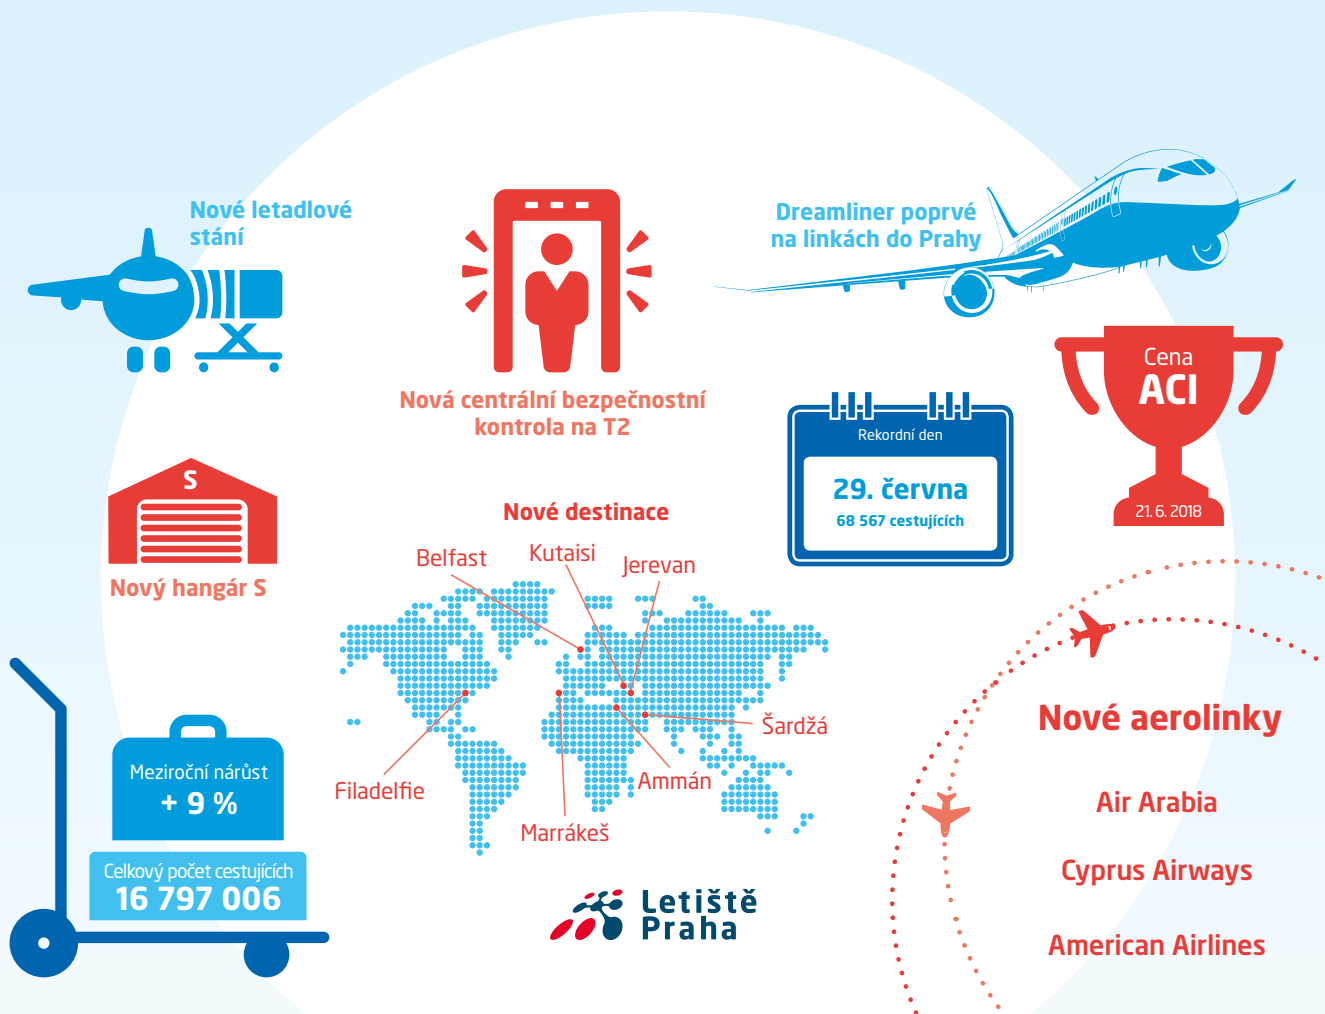 Nové letadlové
stání
Dreamliner poprvé
na linkách do Prahy
Nová centrální bezpečnostní
kontrola na T2
Cena
ACI
21. 6. 2018
Rekordní den
29. června
68 567 cestujících
S
Nový hangár S
Nové destinace
Belfast
Kutaisi
Jerevan
Šardžá
Ammán
Filadelfie
Marrákeš
Meziroční nárůst
+ 9 %
Celkový počet cestujících
16 797 006
Letiště
Praha
Nové aerolinky
Air Arabia
Cyprus Airways
American Airlines